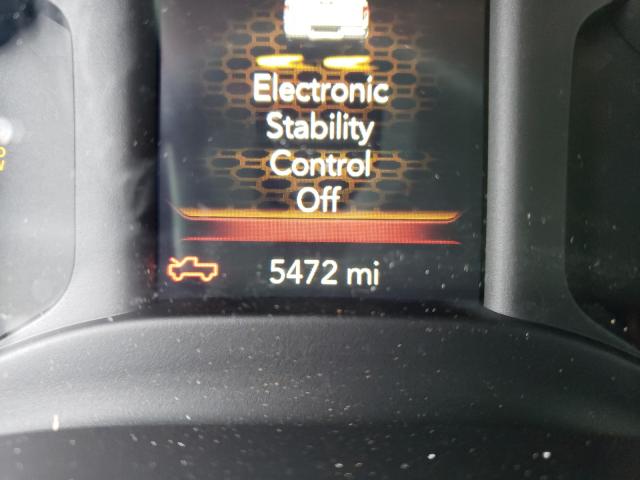 Electronic
Stability
Control
Off
5472 mi